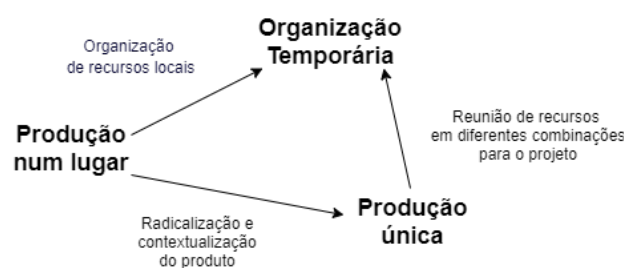 Organização
Temporária
Organização
de recursos locais
Reunião de recursos
em diferentes combinações
para o projeto
Produção
num lugar
Produção
única
Radicalização e
contextualização
do produto